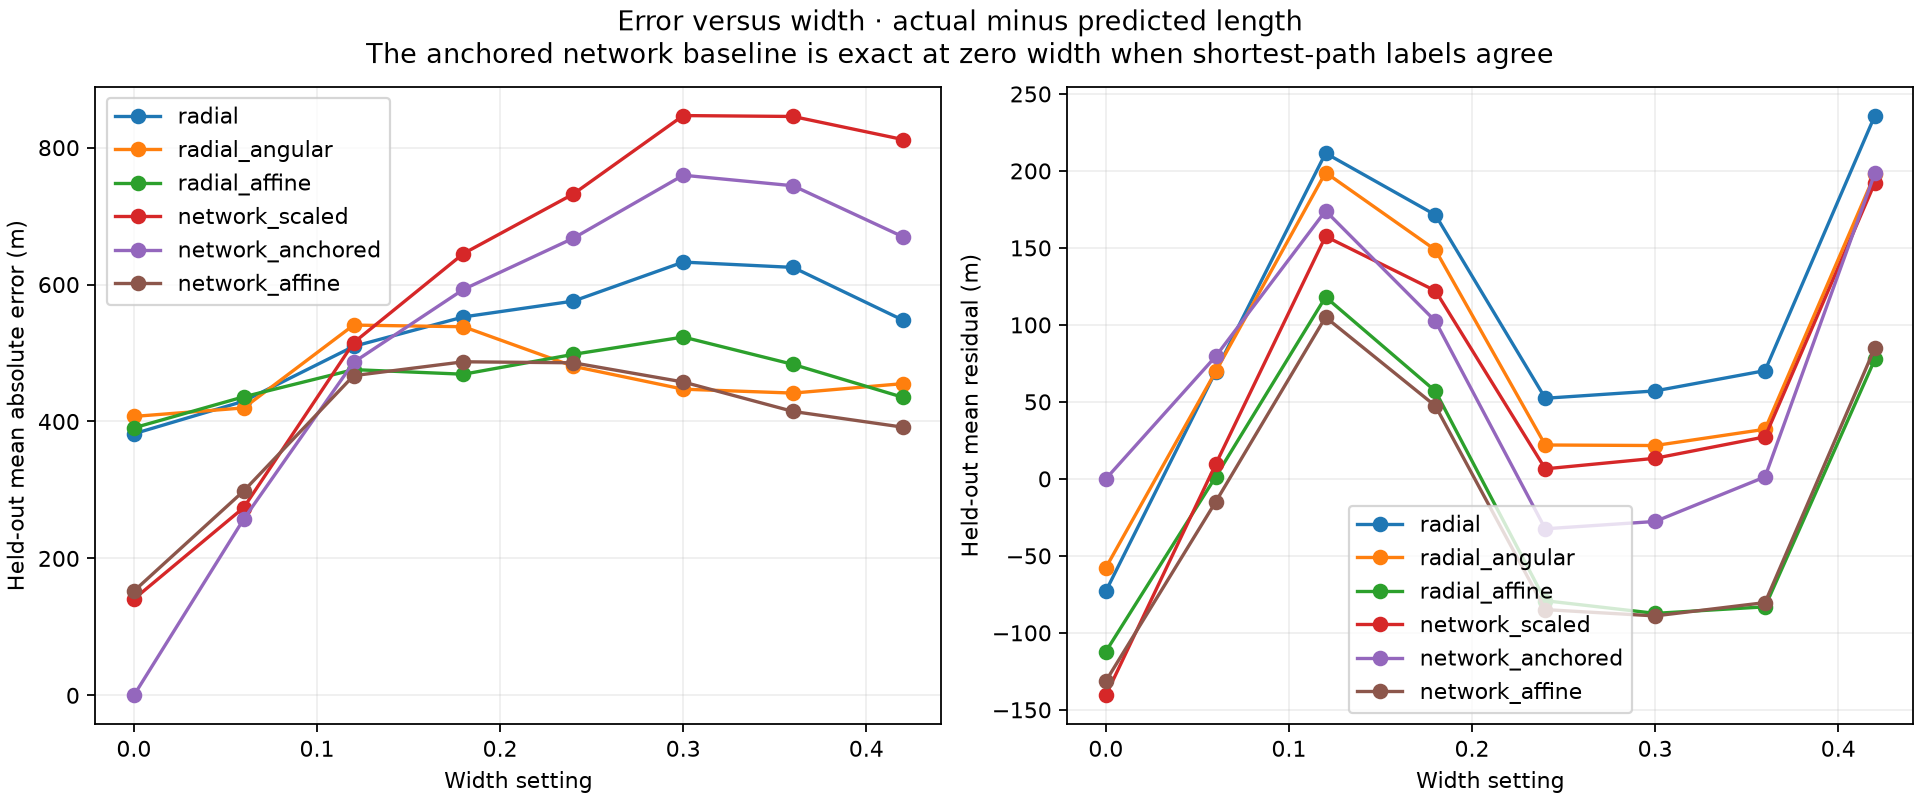 Error versus width · actual minus predicted length
The anchored network baseline is exact at zero width when shortest-path labels agree
Held-out mean absolute error (m)
800
600
400
200
0
radial
radial_angular
radial_affine
network_scaled
network_anchored
network_affine
0.0
0.1
0.2
0.3
0.4
Width setting
Held-out mean residual (m)
250
200
150
100
50
0
−50
−100
−150
radial
radial_angular
radial_affine
network_scaled
network_anchored
network_affine
0.0
0.1
0.2
0.3
0.4
Width setting